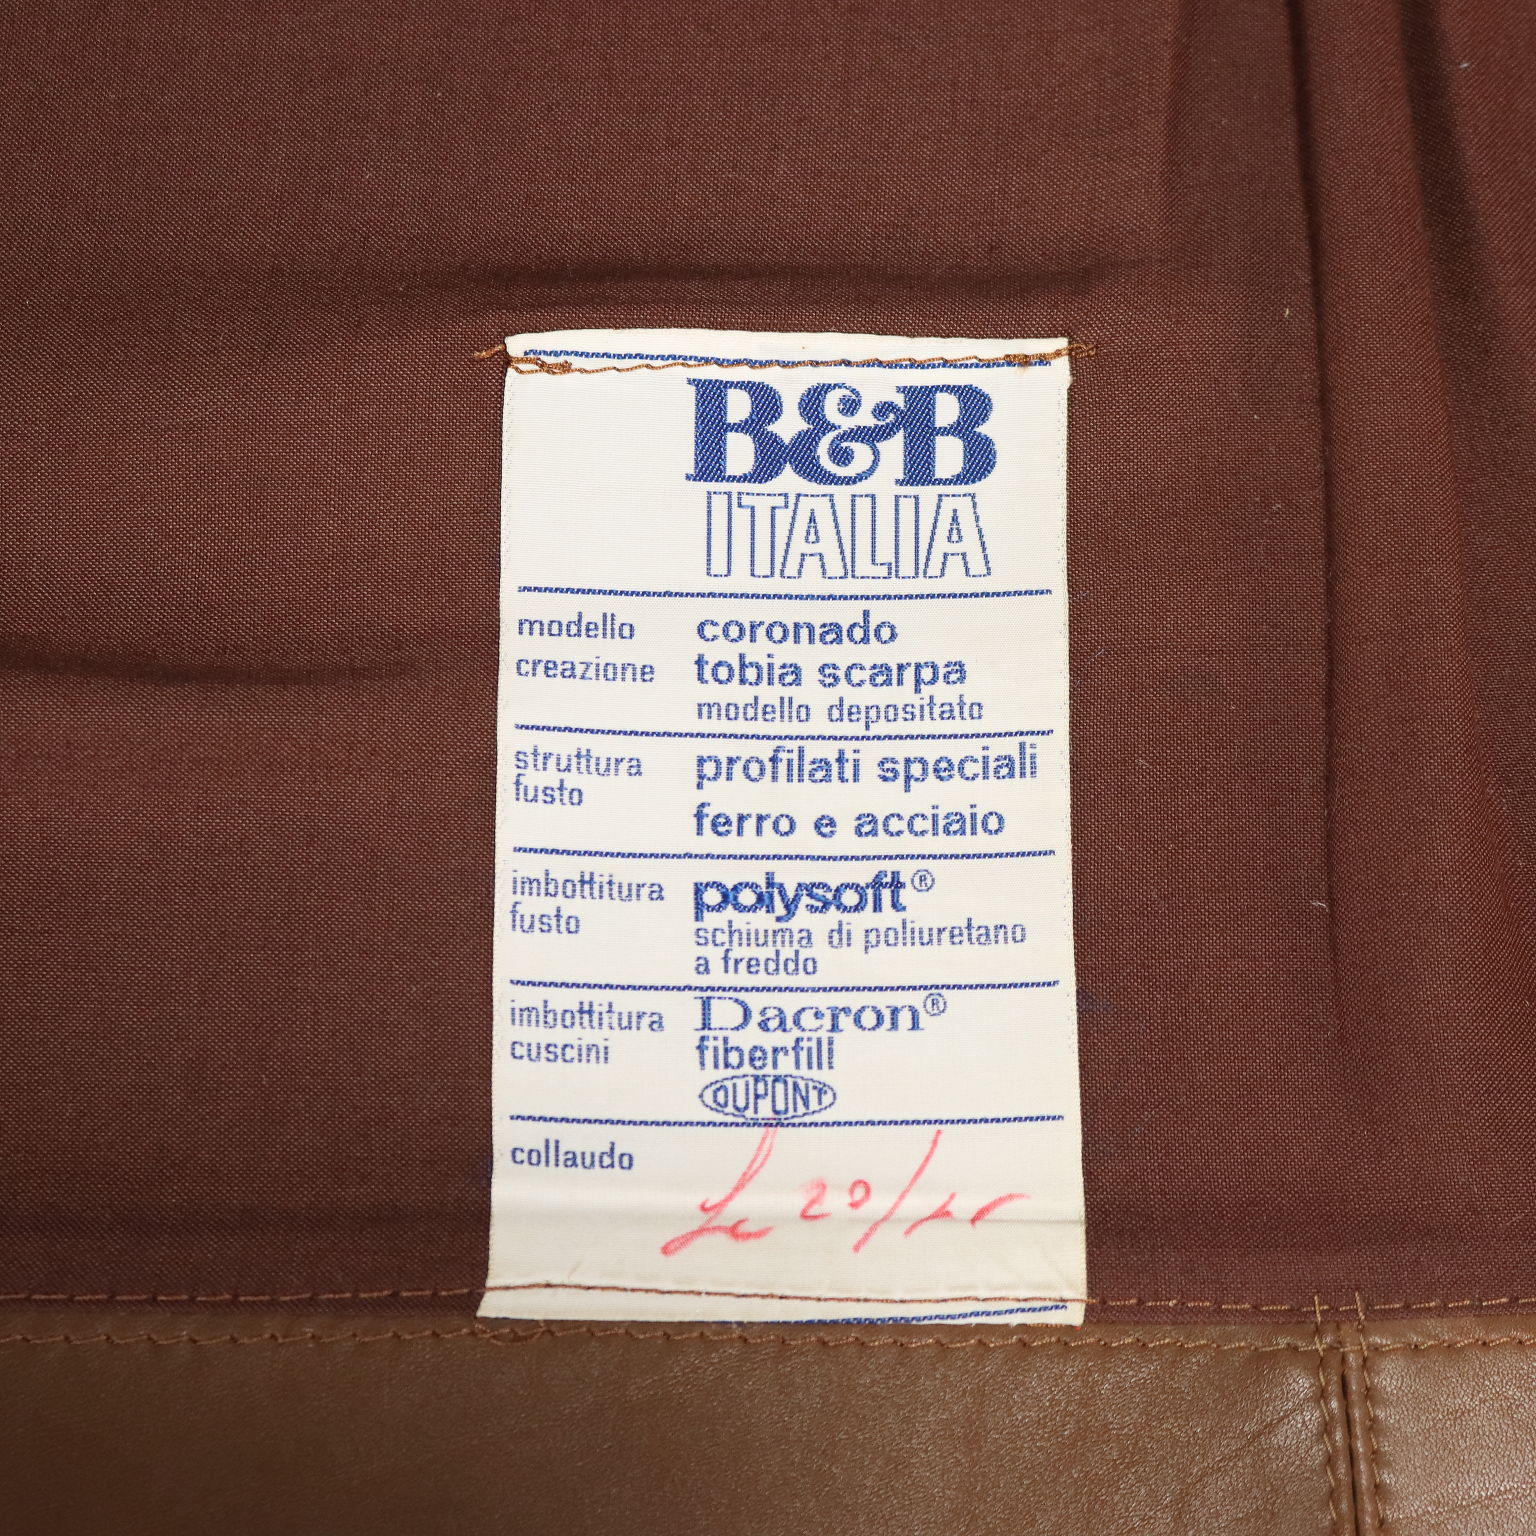 B&B
ITALIA
modello coronado
creazione tobia scarpa
modello depositato
struttura profilati speciali
fusto
ferro e acciaio
imbottitura polysoft®
fusto schiuma di poliuretano
a freddo
imbottitura Dacron®
cuscini fiberfill
DUPONT
collaudo 20/